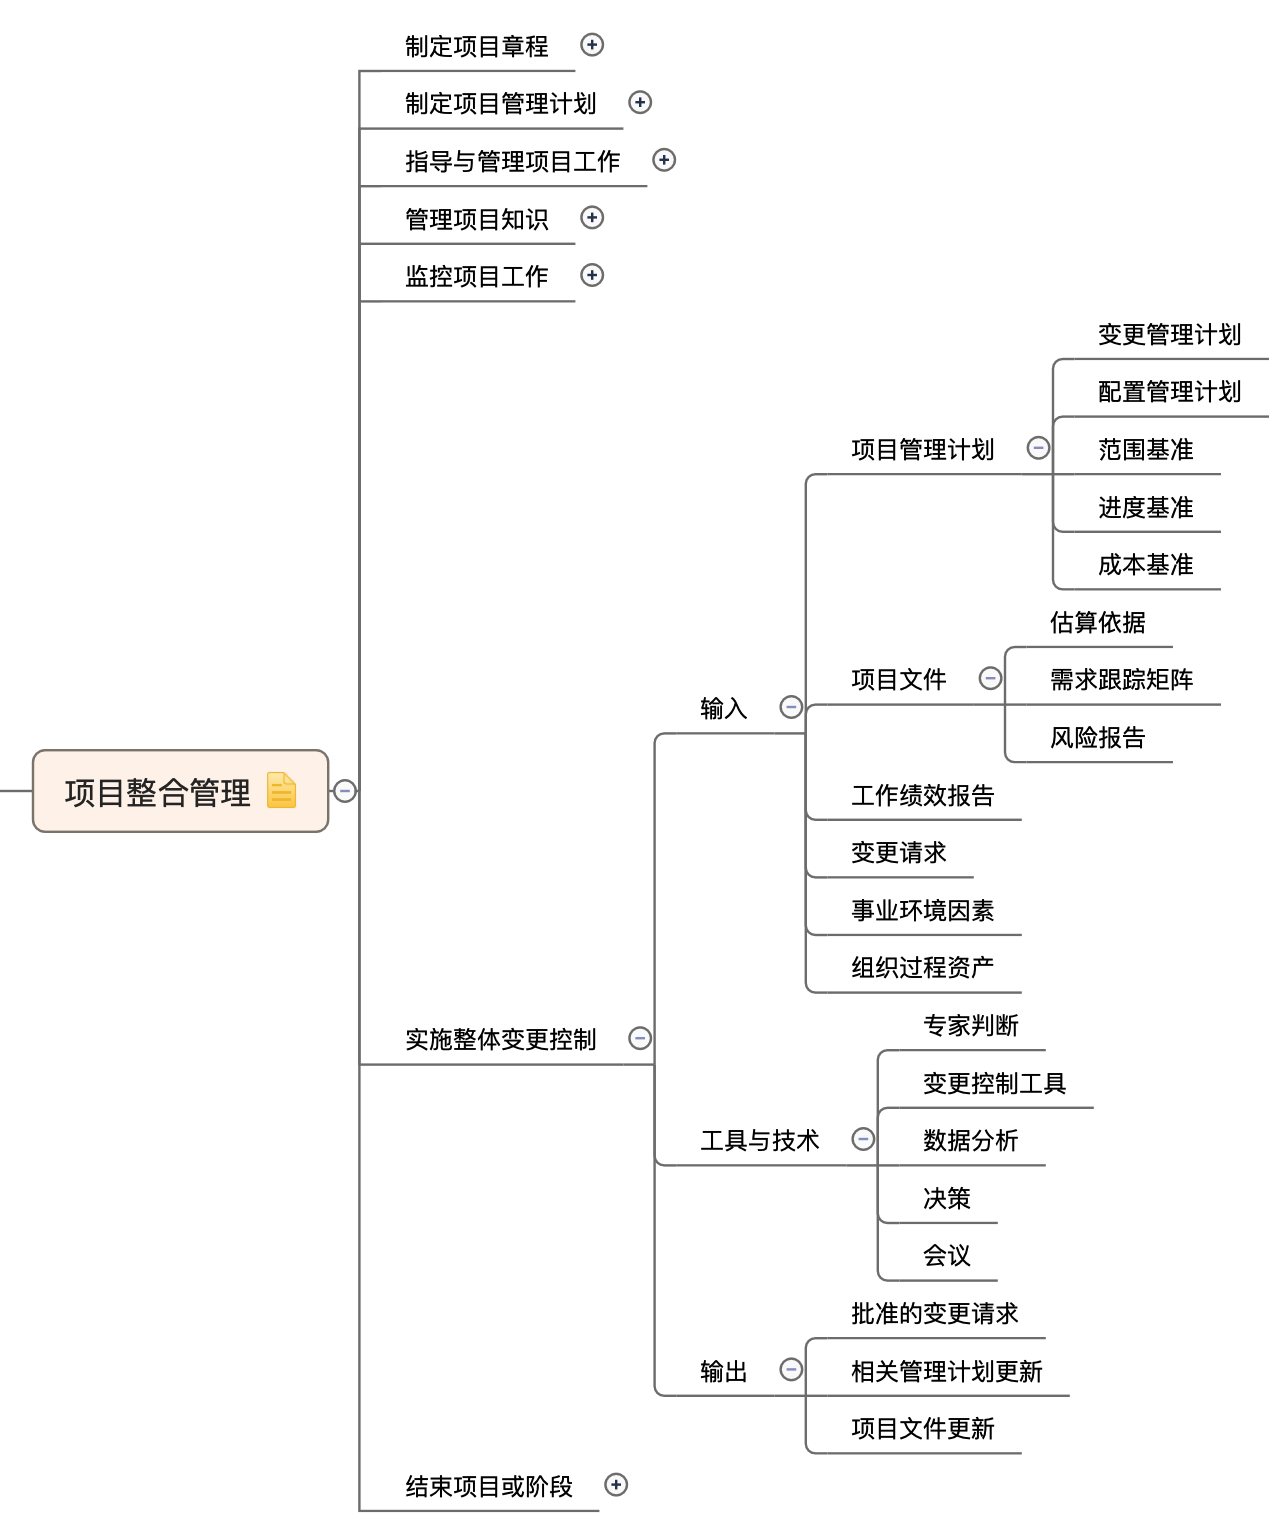 制定项目章程
制定项目管理计划
指导与管理项目工作
管理项目知识
监控项目工作
变更管理计划
配置管理计划
项目管理计划
范围基准
进度基准
成本基准
估算依据
项目文件
需求跟踪矩阵
输入
风险报告
项目整合管理
工作绩效报告
变更请求
事业环境因素
组织过程资产
专家判断
实施整体变更控制
变更控制工具
工具与技术
数据分析
决策
会议
批准的变更请求
输出
相关管理计划更新
项目文件更新
结束项目或阶段